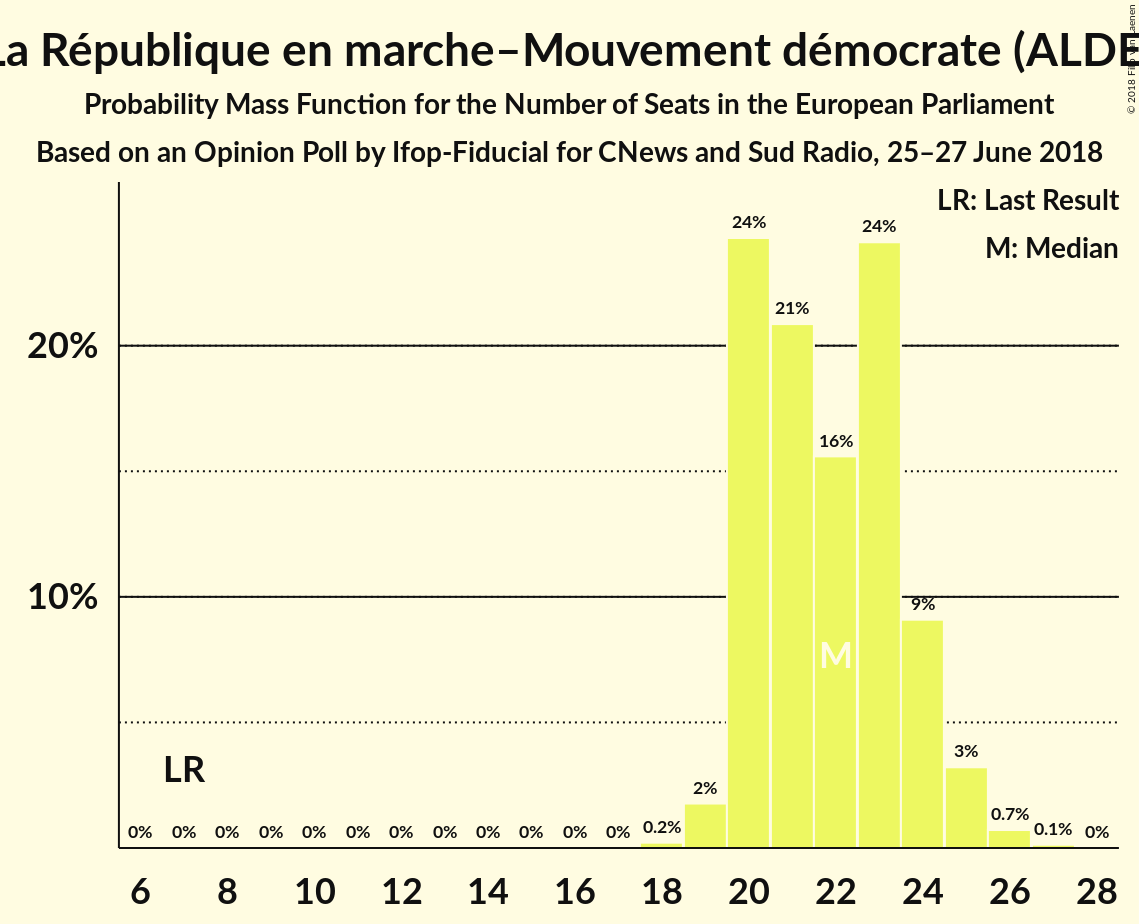 La République en marche–Mouvement démocrate (ALDE
Probability Mass Function for the Number of Seats in the European Parliament
Based on an Opinion Poll by Ifop-Fiducial for CNews and Sud Radio, 25–27 June 2018
LR: Last Result
M: Median
24%
24%
21%
20%
16%
10%
9%
M
LR
3%
2%
0% 0% 0% 0% 0% 0% 0% 0% 0% 0% 0% 0% 0.2% 0.7% 0.1% 0%
6 8 10 12 14 16 18 20 22 24 26 28
© 2018